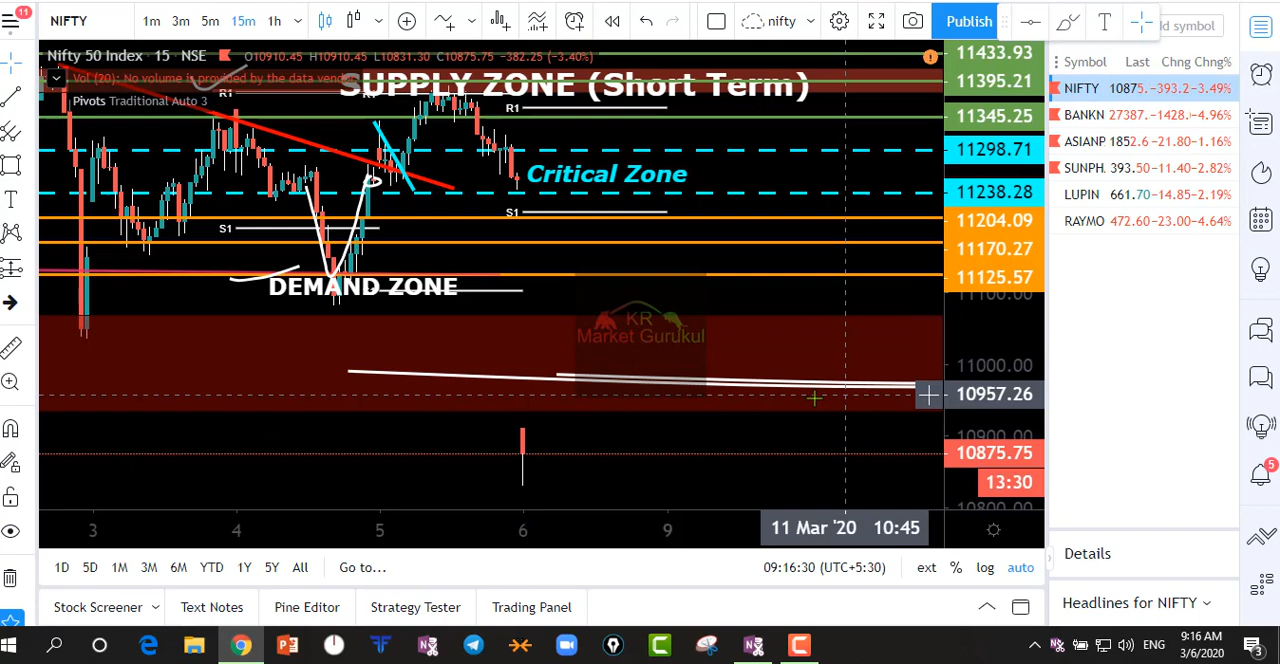 11
NIFTY
1m 3m 5m 15m 1h
nifty
Publish
dd symbol
Nifty 50 Index · 15 · NSE
O10910.45 H10910.45 L10831.30 C10875.75 −382.25 (−3.40%)
Vol (20): No volume is provided by the data vendor
Pivots Traditional Auto 3
SUPPLY ZONE (Short Term)
R1
R1
Critical Zone
S1
S1
DEMAND ZONE
KR
Market Gurukul
11433.93
11395.21
11345.25
11298.71
11238.28
11204.09
11170.27
11125.57
11100.00
11000.00
10957.26
10900.00
10875.75
13:30
10800.00
3 4 5 6 9
11 Mar '20 10:45
1D 5D 1M 3M 6M YTD 1Y 5Y All Go to...
09:16:30 (UTC+5:30) ext % log auto
Stock Screener Text Notes Pine Editor Strategy Tester Trading Panel
Symbol Last Chng Chng%
NIFTY 10875. −393.2 −3.49%
BANKN 27387. −1428. −4.96%
ASIANP 1852.6 −21.80 −1.16%
SUNPH. 393.50 −11.40 −2.82%
LUPIN 661.70 −14.85 −2.19%
RAYMO 472.60 −23.00 −4.64%
Details
Headlines for NIFTY
5
ENG
9:16 AM
3/6/2020
3